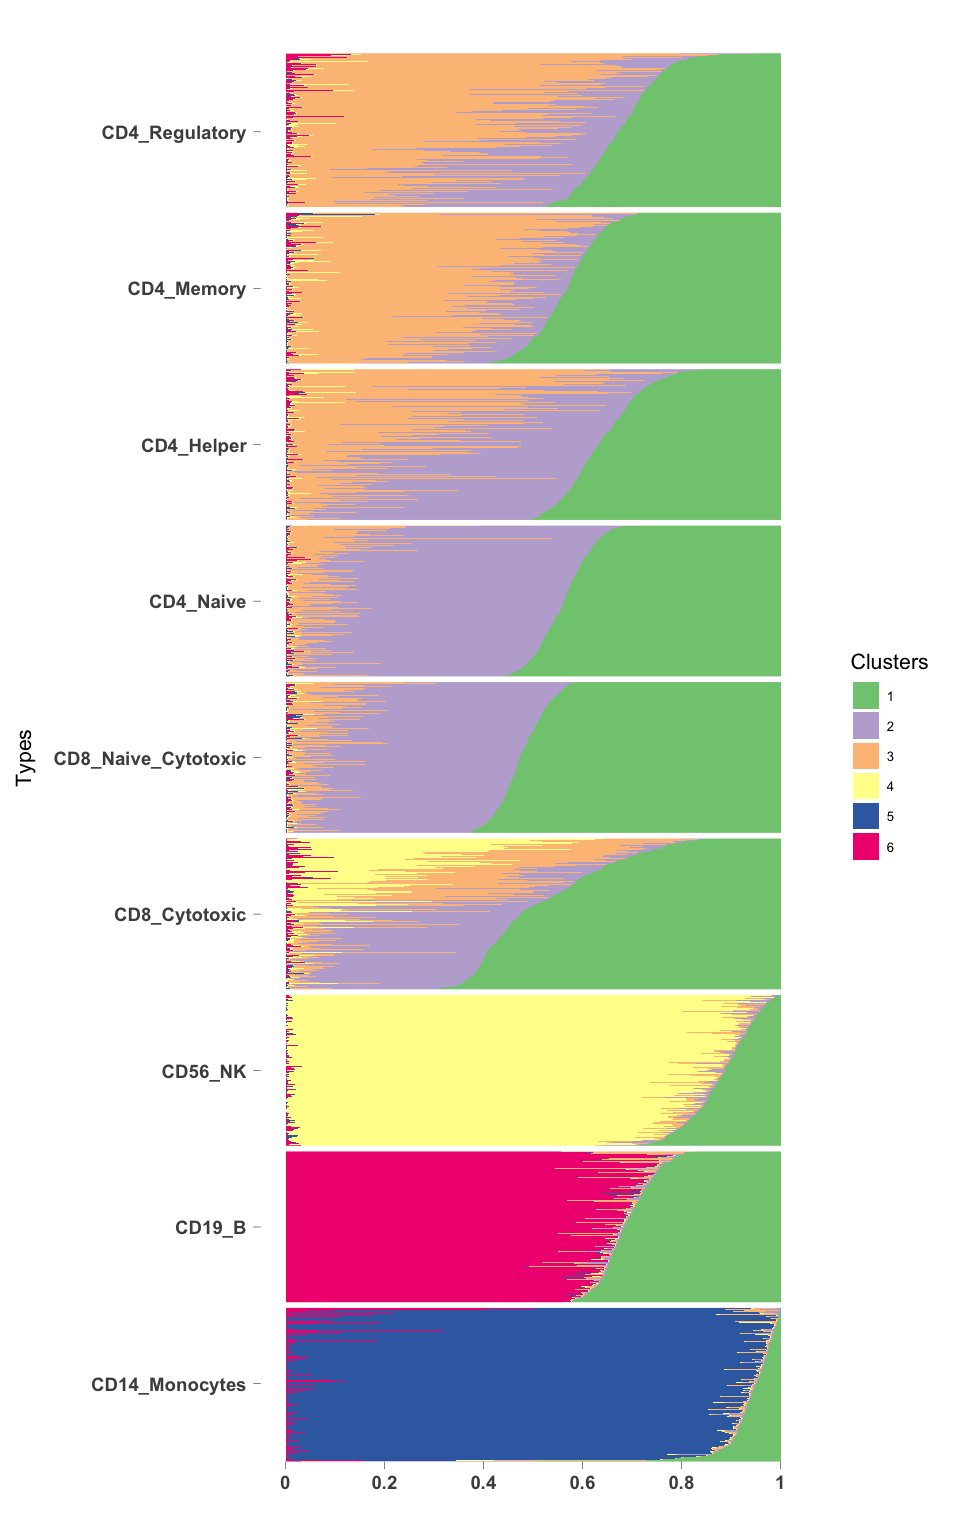 Types
CD4_Regulatory
CD4_Memory
CD4_Helper
CD4_Naive
CD8_Naive_Cytotoxic
CD8_Cytotoxic
CD56_NK
CD19_B
CD14_Monocytes
0 0.2 0.4 0.6 0.8 1
Clusters
1
2
3
4
5
6